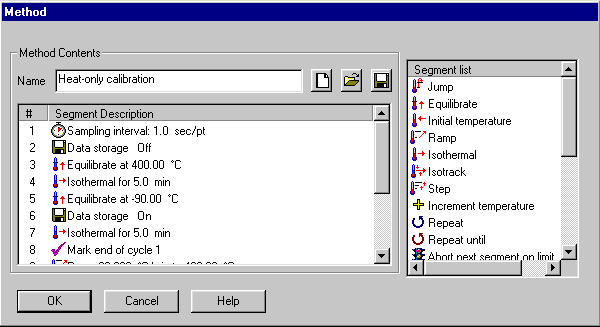 Method
Method Contents
Name Heat-only calibration
# Segment Description
1 Sampling interval: 1.0 sec/pt
2 Data storage Off
3 Equilibrate at 400.00 °C
4 Isothermal for 5.0 min
5 Equilibrate at -90.00 °C
6 Data storage On
7 Isothermal for 5.0 min
8 Mark end of cycle 1
Segment list
Jump
Equilibrate
Initial temperature
Ramp
Isothermal
Isotrack
Step
Increment temperature
Repeat
Repeat until
Abort next segment on limit
OK Cancel Help